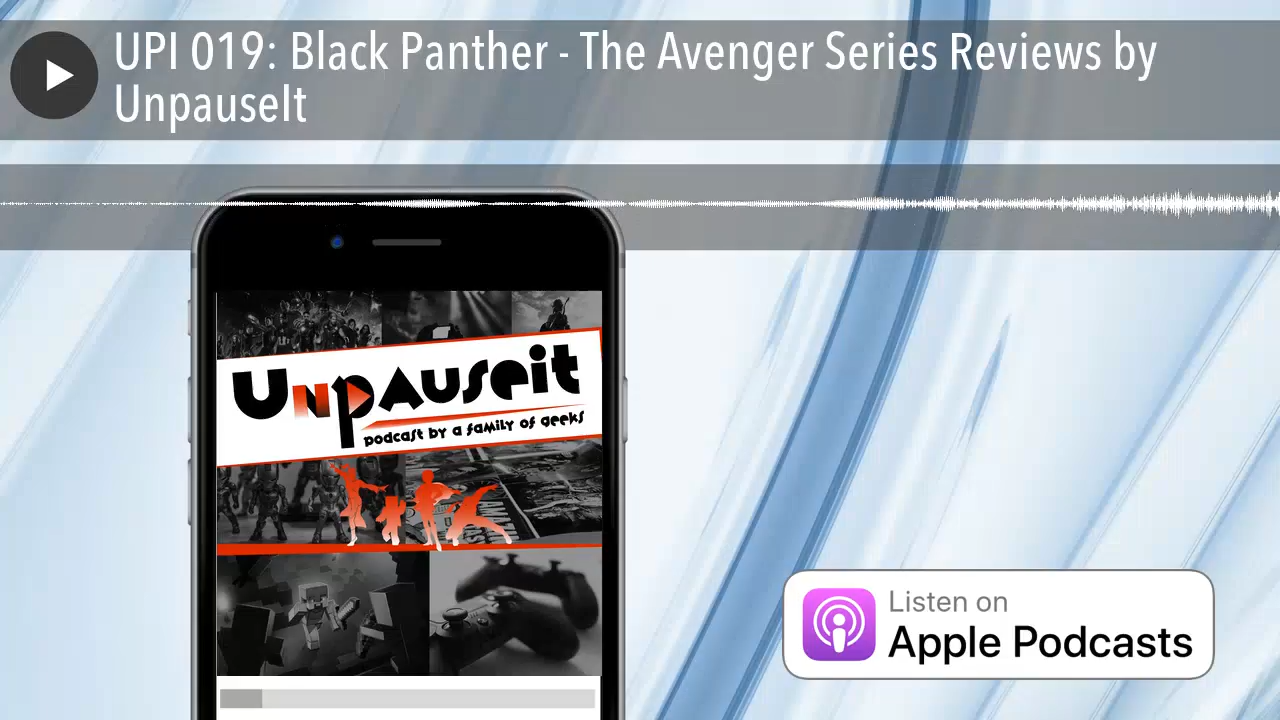 UPI 019: Black Panther - The Avenger Series Reviews by
UnpauseIt
Unpauseit
podcast by a family of geeks
Listen on
Apple Podcasts